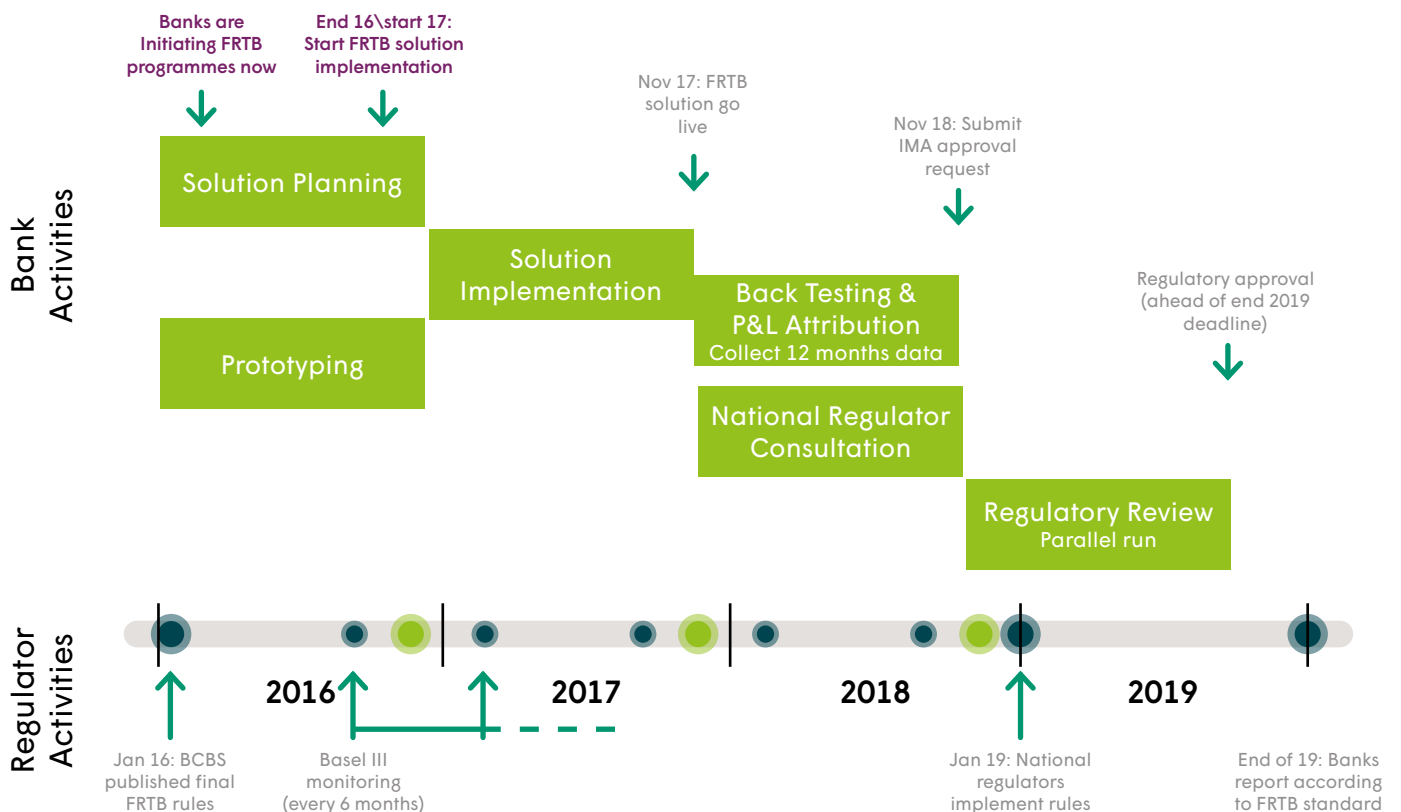 Banks are
Initiating FRTB
programmes now
End 16\start 17:
Start FRTB solution
implementation
Nov 17: FRTB
solution go
live
Nov 18: Submit
IMA approval
request
Regulatory approval
(ahead of end 2019
deadline)
Bank
Activities
Solution Planning
Solution
Implementation
Prototyping
Back Testing &
P&L Attribution
Collect 12 months data
National Regulator
Consultation
Regulatory Review
Parallel run
Regulator
Activities
2016
2017
2018
2019
Jan 16: BCBS
published final
FRTB rules
Basel III
monitoring
(every 6 months)
Jan 19: National
regulators
implement rules
End of 19: Banks
report according
to FRTB standard